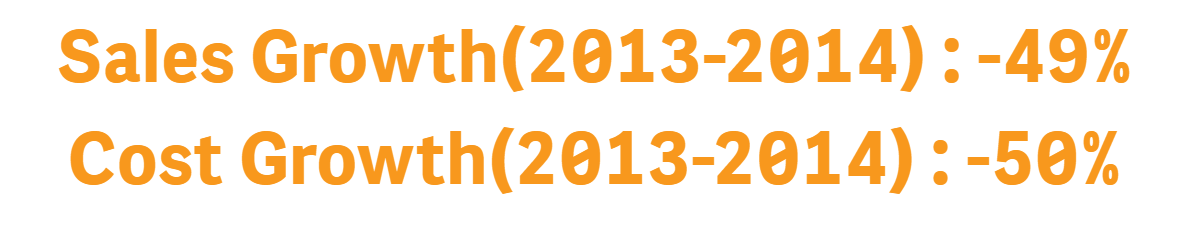 Sales Growth(2013-2014) : -49%
Cost Growth(2013-2014) : -50%